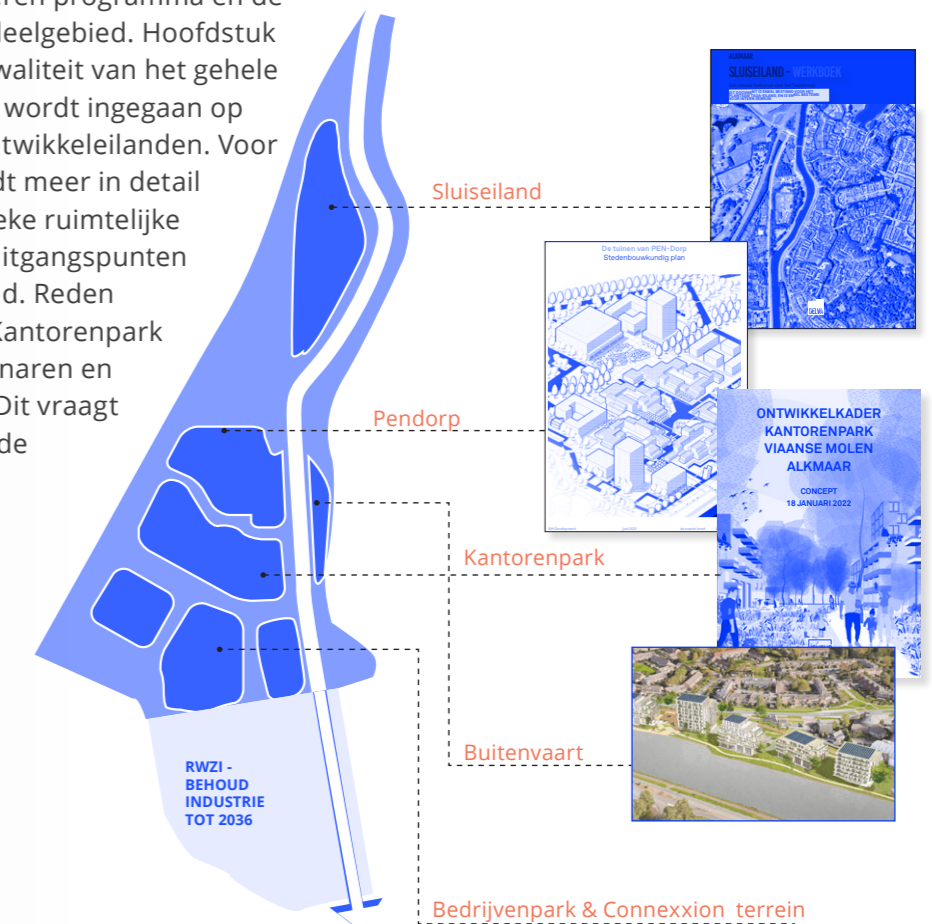 eren programma en de
deelgebied. Hoofdstuk
waliteit van het gehele
wordt ingegaan op
twikkeleilanden. Voor
dt meer in detail
eke ruimtelijke
uitgangspunten
d. Reden
Kantorenpark
naren en
Dit vraagt
de
Sluiseiland
Pendorp
Kantorenpark
Buitenvaart
Bedrijvenpark & Connexxion terrein
RWZI -
BEHOUD
INDUSTRIE
TOT 2036
ALKMAAR
SLUISEILAND - WERKBOEK
De tuinen van PEN-Dorp
Stedenbouwkundig plan
ONTWIKKELKADER
KANTORENPARK
VIAANSE MOLEN
ALKMAAR
CONCEPT
18 JANUARI 2022